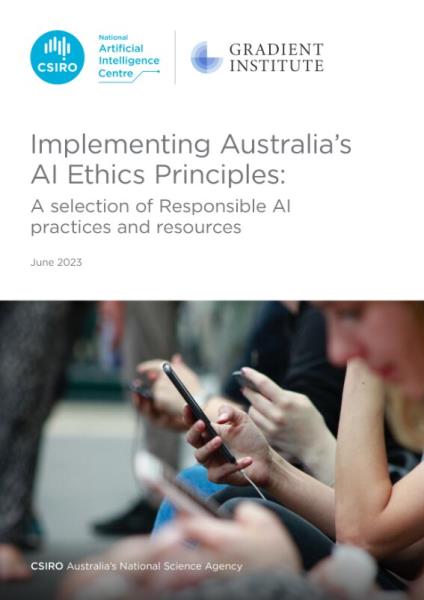 CSIRO
National
Artificial
Intelligence
Centre
GRADIENT
INSTITUTE
Implementing Australia's
AI Ethics Principles:
A selection of Responsible AI
practices and resources
June 2023
CSIRO Australia's National Science Agency